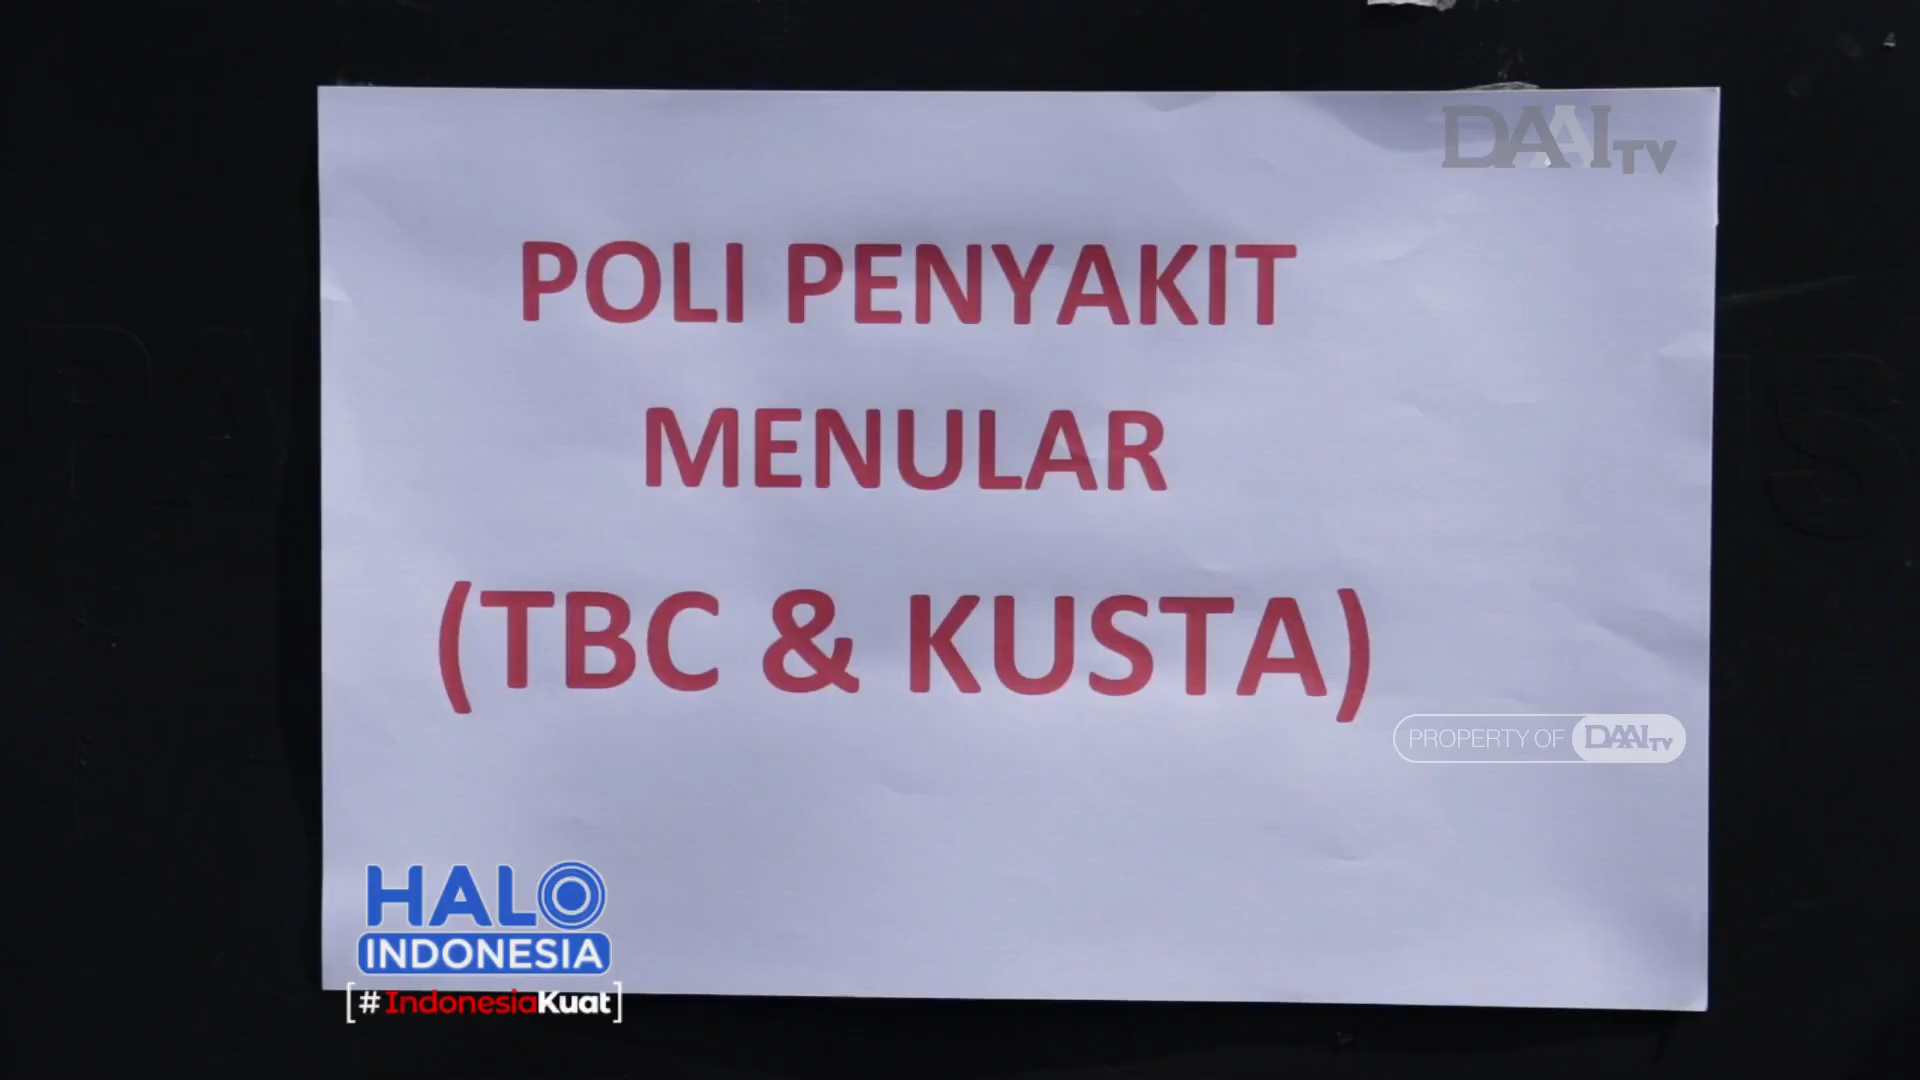 DAAI TV
POLI PENYAKIT
MENULAR
(TBC & KUSTA)
PROPERTY OF DAAI TV
HALO
INDONESIA
[#IndonesiaKuat]